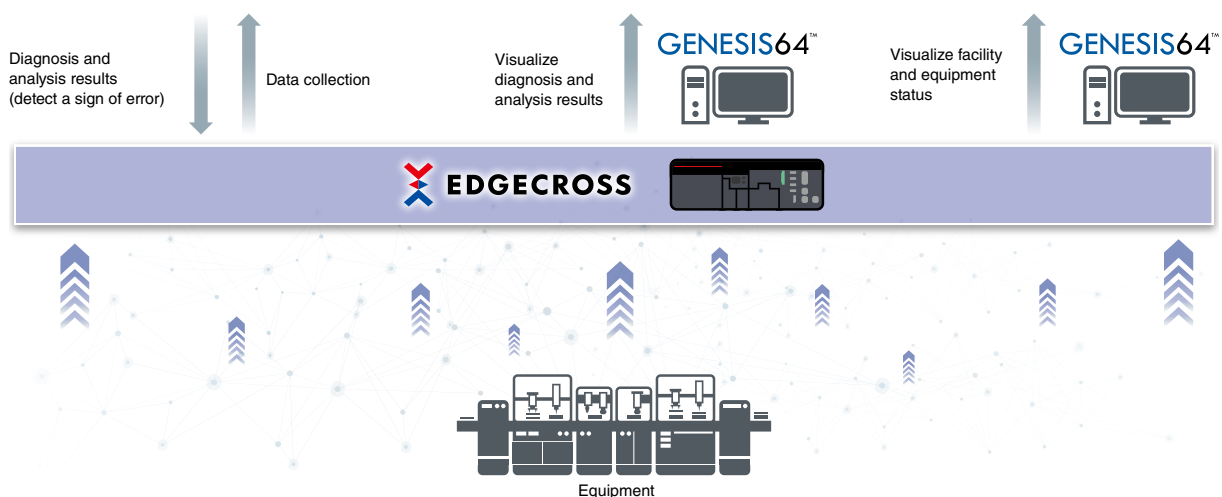 Diagnosis and
analysis results
(detect a sign of error)
Data collection
Visualize
diagnosis and
analysis results
GENESIS64™
Visualize facility
and equipment
status
GENESIS64™
EDGECROSS
Equipment